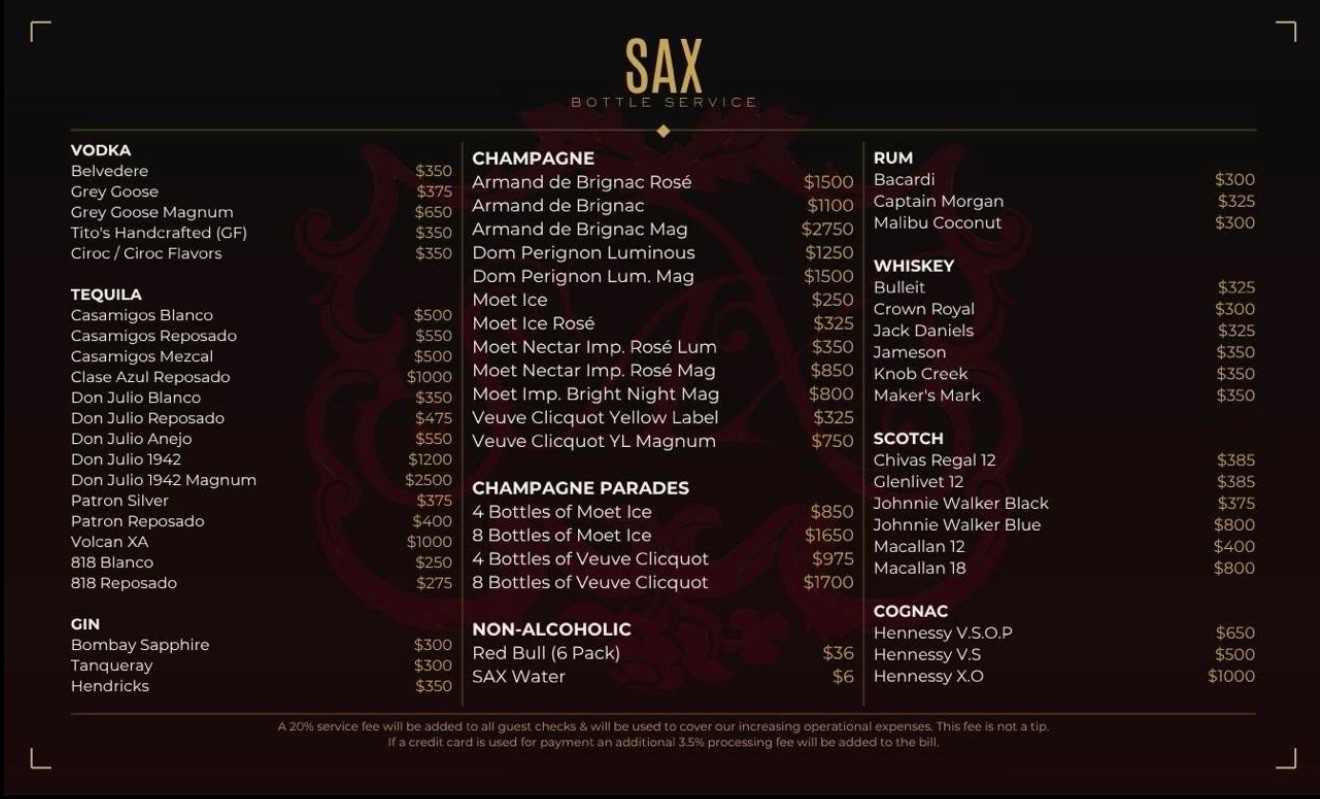 SAX
BOTTLE SERVICE
VODKA
Belvedere $350
Grey Goose $375
Grey Goose Magnum $650
Tito's Handcrafted (GF) $350
Ciroc / Ciroc Flavors $350
TEQUILA
Casamigos Blanco $500
Casamigos Reposado $550
Casamigos Mezcal $500
Clase Azul Reposado $1000
Don Julio Blanco $350
Don Julio Reposado $475
Don Julio Anejo $550
Don Julio 1942 $1200
Don Julio 1942 Magnum $2500
Patron Silver $375
Patron Reposado $400
Volcan XA $1000
818 Blanco $250
818 Reposado $275
GIN
Bombay Sapphire $300
Tanqueray $300
Hendricks $350
CHAMPAGNE
Armand de Brignac Rosé $1500
Armand de Brignac $1100
Armand de Brignac Mag $2750
Dom Perignon Luminous $1250
Dom Perignon Lum. Mag $1500
Moet Ice $250
Moet Ice Rosé $325
Moet Nectar Imp. Rosé Lum $350
Moet Nectar Imp. Rosé Mag $850
Moet Imp. Bright Night Mag $800
Veuve Clicquot Yellow Label $325
Veuve Clicquot YL Magnum $750
CHAMPAGNE PARADES
4 Bottles of Moet Ice $850
8 Bottles of Moet Ice $1650
4 Bottles of Veuve Clicquot $975
8 Bottles of Veuve Clicquot $1700
NON-ALCOHOLIC
Red Bull (6 Pack) $36
SAX Water $6
RUM
Bacardi $300
Captain Morgan $325
Malibu Coconut $300
WHISKEY
Bulleit $325
Crown Royal $300
Jack Daniels $325
Jameson $350
Knob Creek $350
Maker's Mark $350
SCOTCH
Chivas Regal 12 $385
Glenlivet 12 $385
Johnnie Walker Black $375
Johnnie Walker Blue $800
Macallan 12 $400
Macallan 18 $800
COGNAC
Hennessy V.S.O.P $650
Hennessy V.S $500
Hennessy X.O $1000
A 20% service fee will be added to all guest checks & will be used to cover our increasing operational expenses. This fee is not a tip.
If a credit card is used for payment an additional 3.5% processing fee will be added to the bill.